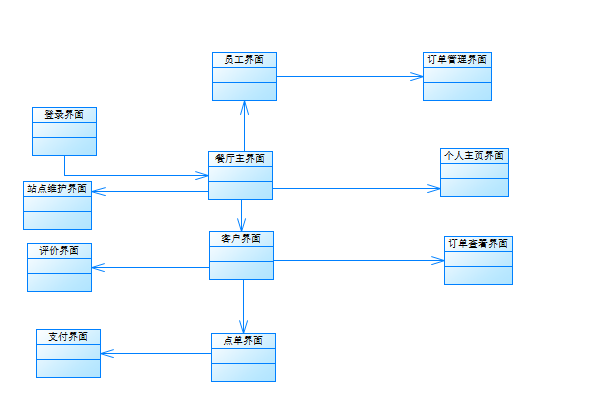 员工界面
订单管理界面
登录界面
餐厅主界面
个人主页界面
站点维护界面
客户界面
订单查看界面
评价界面
支付界面
点单界面